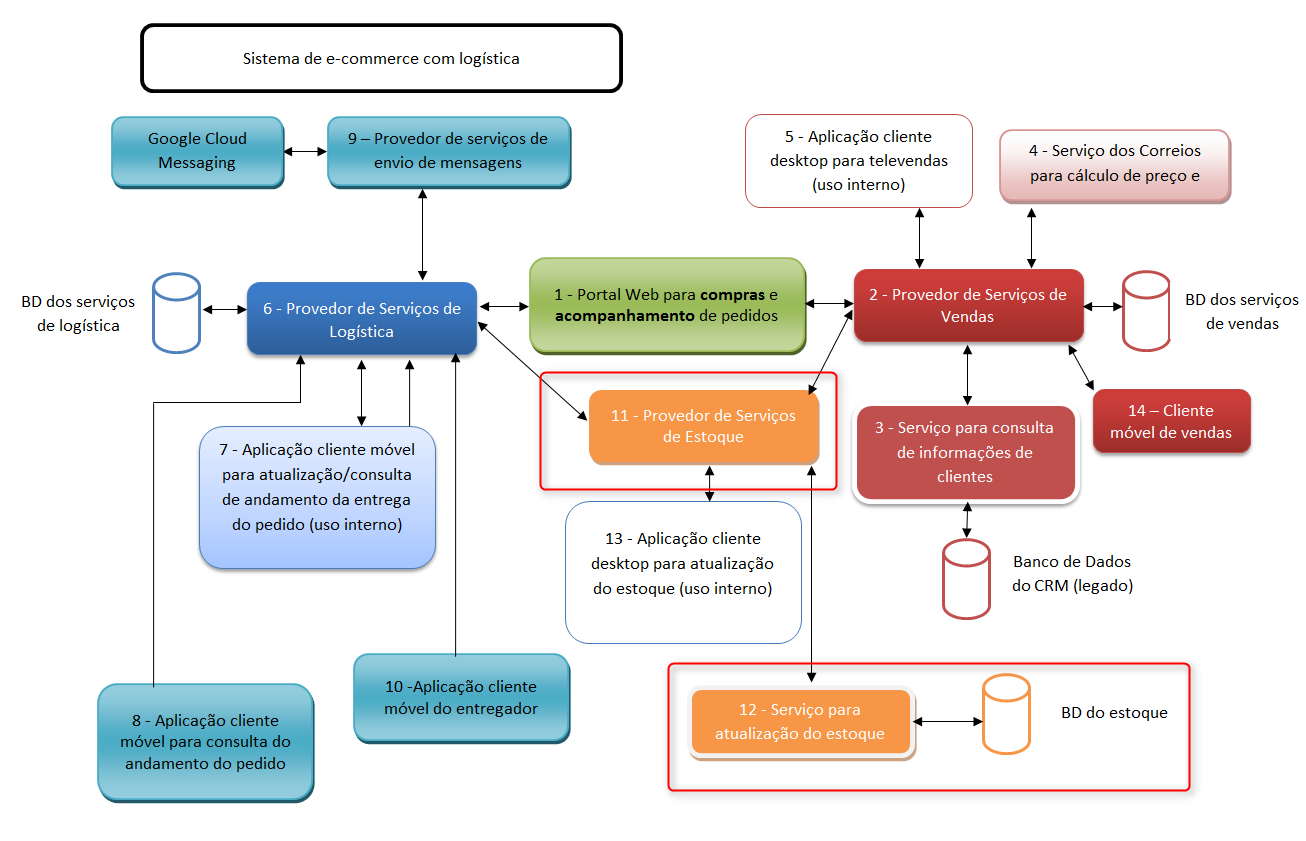 Sistema de e-commerce com logística
Google Cloud
Messaging
9 – Provedor de serviços de
envio de mensagens
5 - Aplicação cliente
desktop para televendas
(uso interno)
4 - Serviço dos Correios
para cálculo de preço e
BD dos serviços
de logística
6 - Provedor de Serviços de
Logística
1 - Portal Web para compras e
acompanhamento de pedidos
2 - Provedor de Serviços de
Vendas
BD dos serviços
de vendas
11 - Provedor de Serviços
de Estoque
14 – Cliente
móvel de vendas
3 - Serviço para consulta
de informações de
clientes
7 - Aplicação cliente móvel
para atualização/consulta
de andamento da entrega
do pedido (uso interno)
13 - Aplicação cliente
desktop para atualização
do estoque (uso interno)
Banco de Dados
do CRM (legado)
10 -Aplicação cliente
móvel do entregador
8 - Aplicação cliente
móvel para consulta do
andamento do pedido
12 - Serviço para
atualização do estoque
BD do estoque